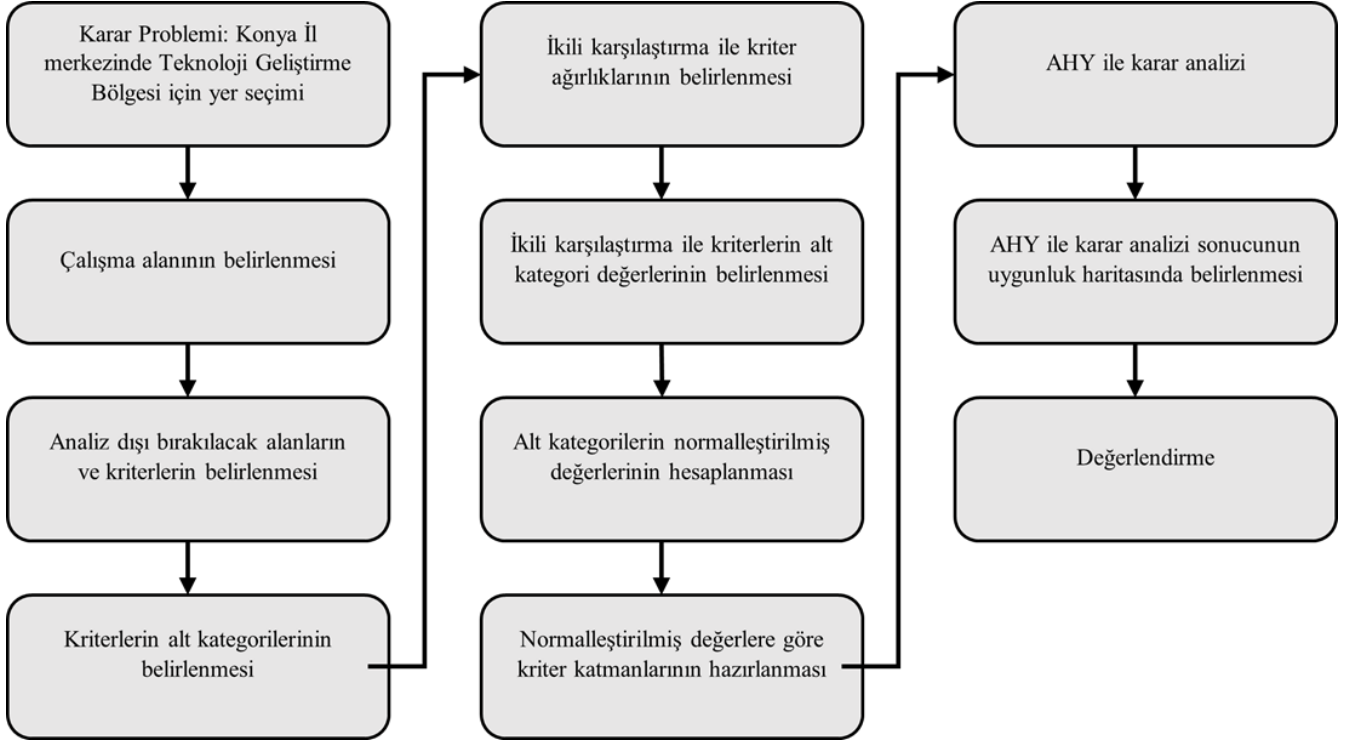 Karar Problemi: Konya İl
merkezinde Teknoloji Geliştirme
Bölgesi için yer seçimi
Çalışma alanının belirlenmesi
Analiz dışı bırakılacak alanların
ve kriterlerin belirlenmesi
Kriterlerin alt kategorilerinin
belirlenmesi
İkili karşılaştırma ile kriter
ağırlıklarının belirlenmesi
İkili karşılaştırma ile kriterlerin alt
kategori değerlerinin belirlenmesi
Alt kategorilerin normalleştirilmiş
değerlerinin hesaplanması
Normalleştirilmiş değerlere göre
kriter katmanlarının hazırlanması
AHY ile karar analizi
AHY ile karar analizi sonucunun
uygunluk haritasında belirlenmesi
Değerlendirme